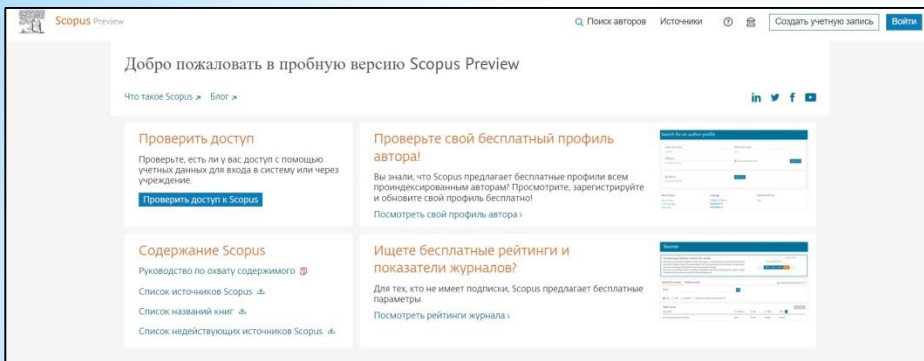 Scopus Preview
Поиск авторов Источники Создать учетную запись Войти
Добро пожаловать в пробную версию Scopus Preview
Что такое Scopus Блог
Проверить доступ
Проверьте, есть ли у вас доступ с помощью
учетных данных для входа в систему или через
учреждение.
Проверить доступ к Scopus
Проверьте свой бесплатный профиль
автора!
Вы знали, что Scopus предлагает бесплатные профили всем
проиндексированным авторам? Просмотрите, зарегистрируйте
и обновите свой профиль бесплатно!
Посмотреть свой профиль автора
Search for an author profile
Содержание Scopus
Руководство по охвату содержимого
Список источников Scopus
Список названий книг
Список недействующих источников Scopus
Ищете бесплатные рейтинги и
показатели журналов?
Для тех, кто не имеет подписки, Scopus предлагает бесплатные
параметры.
Посмотреть рейтинги журнала
Sources